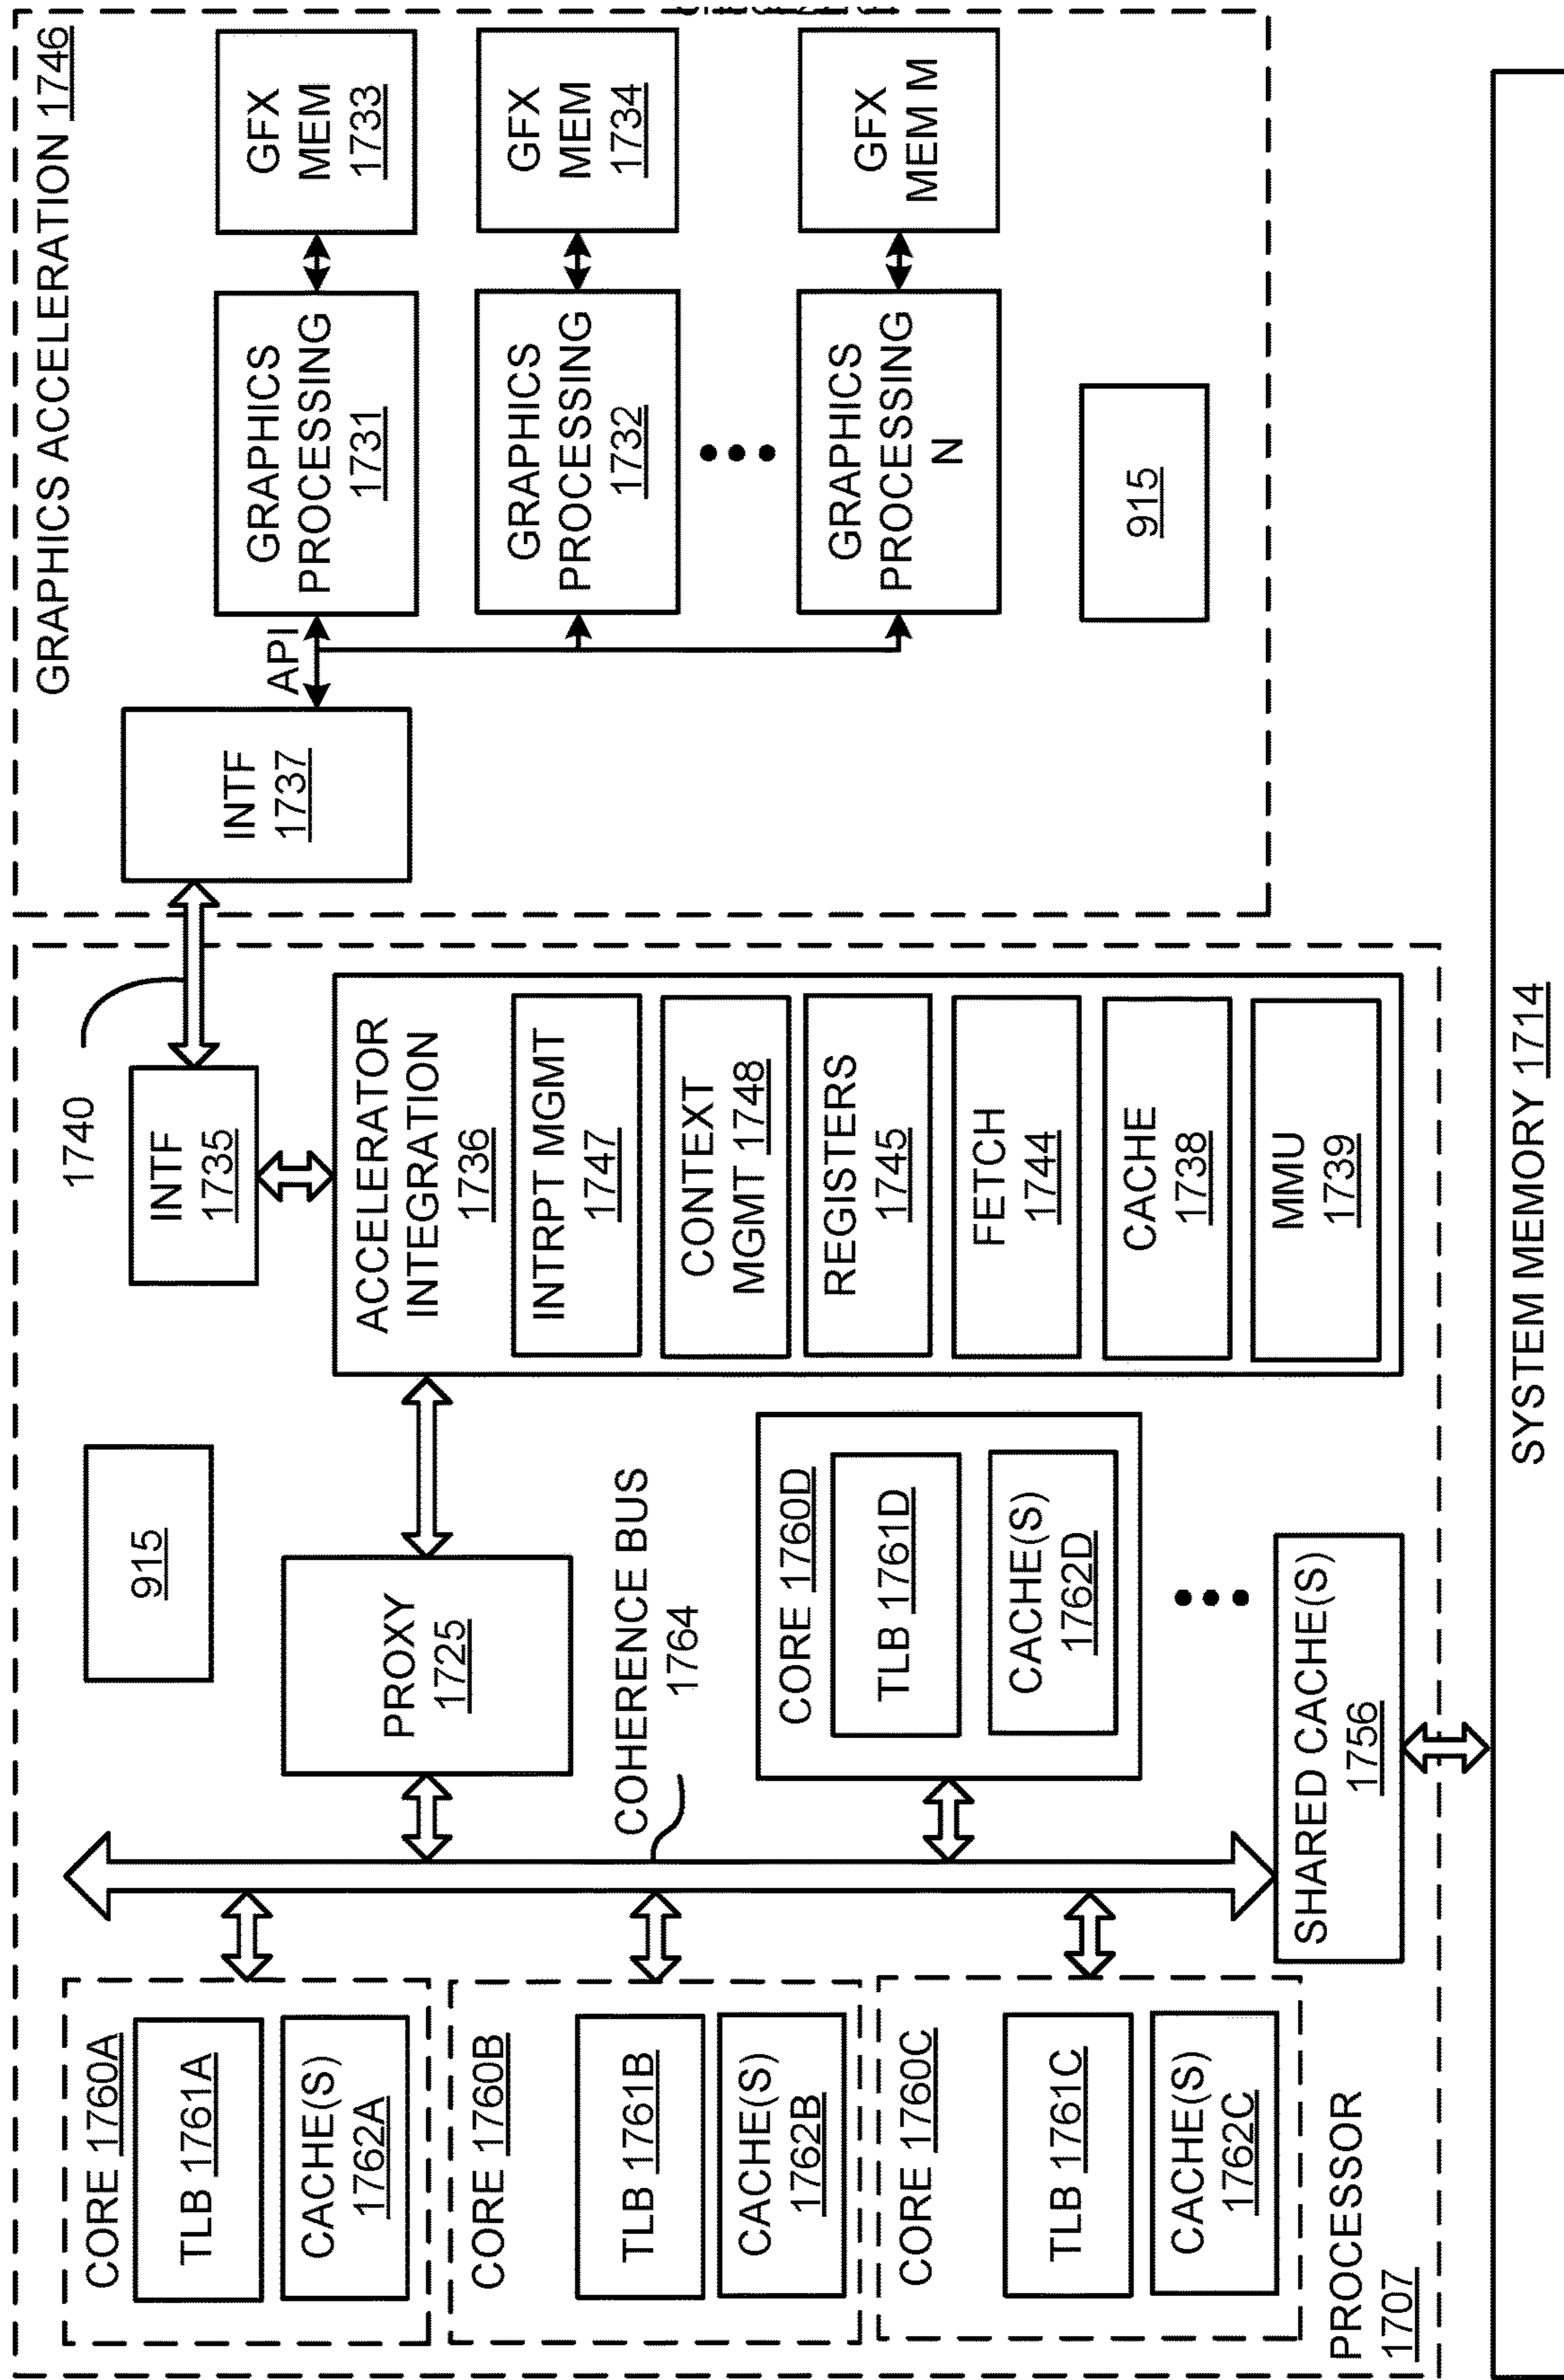 CORE 1760A
TLB 1761A
CACHE(S)
1762A
CORE 1760B
TLB 1761B
CACHE(S)
1762B
CORE 1760C
TLB 1761C
CACHE(S)
1762C
PROCESSOR
1707
915
PROXY
1725
COHERENCE BUS
1764
CORE 1760D
TLB 1761D
CACHE(S)
1762D
SHARED CACHE(S)
1756
1740
INTF
1735
ACCELERATOR
INTEGRATION
1736
INTRPT MGMT
1747
CONTEXT
MGMT 1748
REGISTERS
1745
FETCH
1744
CACHE
1738
MMU
1739
GRAPHICS ACCELERATION 1746
INTF
1737
API
GRAPHICS
PROCESSING
1731
GFX
MEM
1733
GRAPHICS
PROCESSING
1732
GFX
MEM
1734
GRAPHICS
PROCESSING
N
GFX
MEM M
915
SYSTEM MEMORY 1714